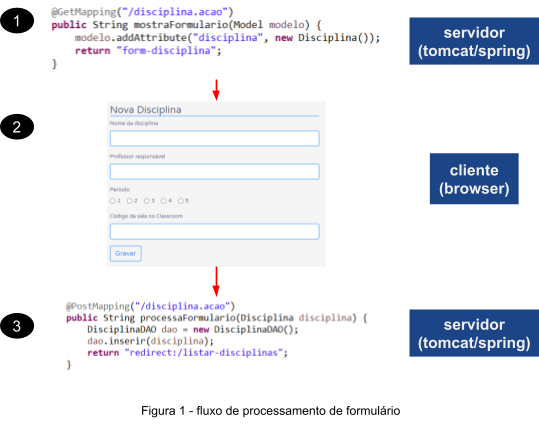 1
@GetMapping("/disciplina.acao")
public String mostraFormulario(Model modelo) {
modelo.addAttribute("disciplina", new Disciplina());
return "form-disciplina";
}
servidor
(tomcat/spring)
2
Nova Disciplina
Nome da disciplina
Professor responsável
Período
1 2 3 4 5
Código da sala no Classroom
Gravar
cliente
(browser)
3
@PostMapping("/disciplina.acao")
public String processaFormulario(Disciplina disciplina) {
DisciplinaDAO dao = new DisciplinaDAO();
dao.inserir(disciplina);
return "redirect:/listar-disciplinas";
}
servidor
(tomcat/spring)
Figura 1 - fluxo de processamento de formulário